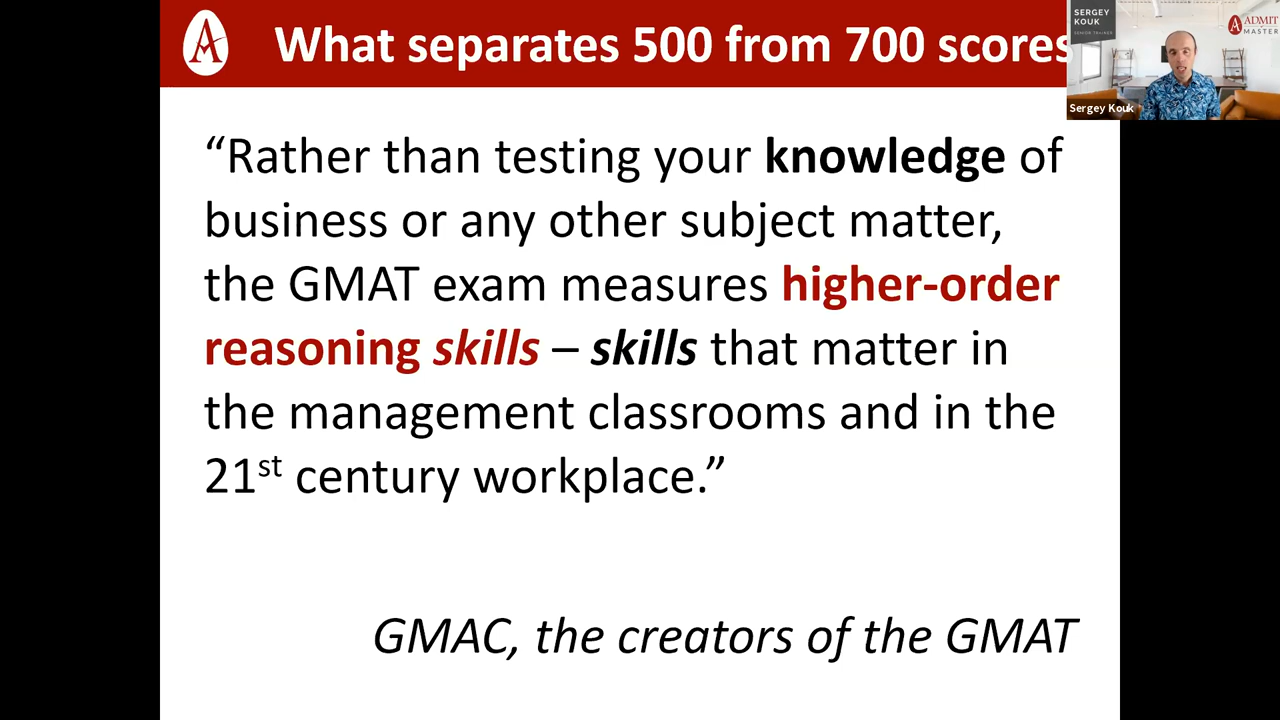 What separates 500 from 700 scores
SERGEY
KOUK
SENIOR TRAINER
ADMIT
MASTER
Sergey Kouk
“Rather than testing your knowledge of
business or any other subject matter,
the GMAT exam measures higher-order
reasoning skills – skills that matter in
the management classrooms and in the
21st century workplace.”
GMAC, the creators of the GMAT